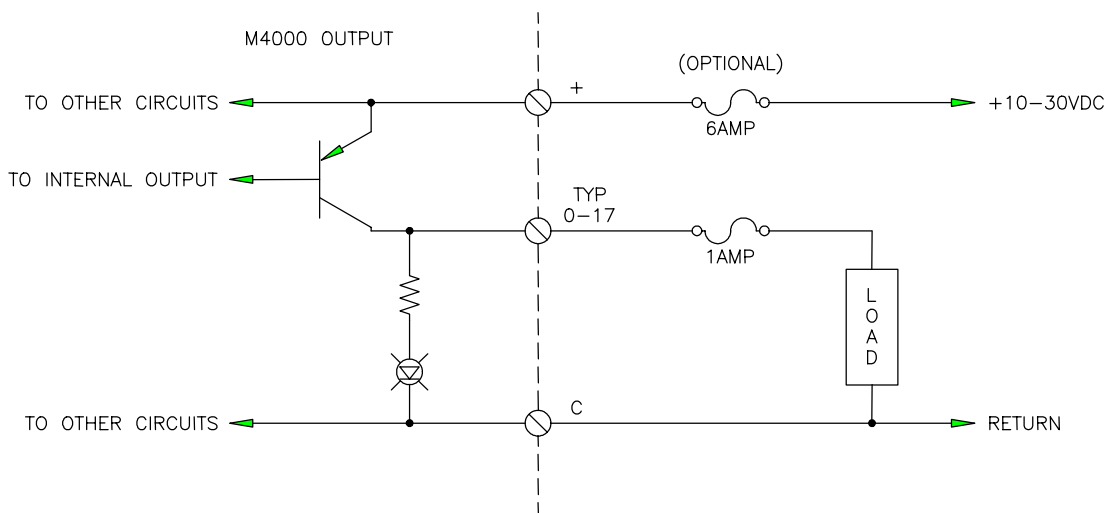 M4000 OUTPUT
(OPTIONAL)
TO OTHER CIRCUITS
+
6AMP
+10-30VDC
TO INTERNAL OUTPUT
TYP
0-17
1AMP
LOAD
TO OTHER CIRCUITS
C
RETURN